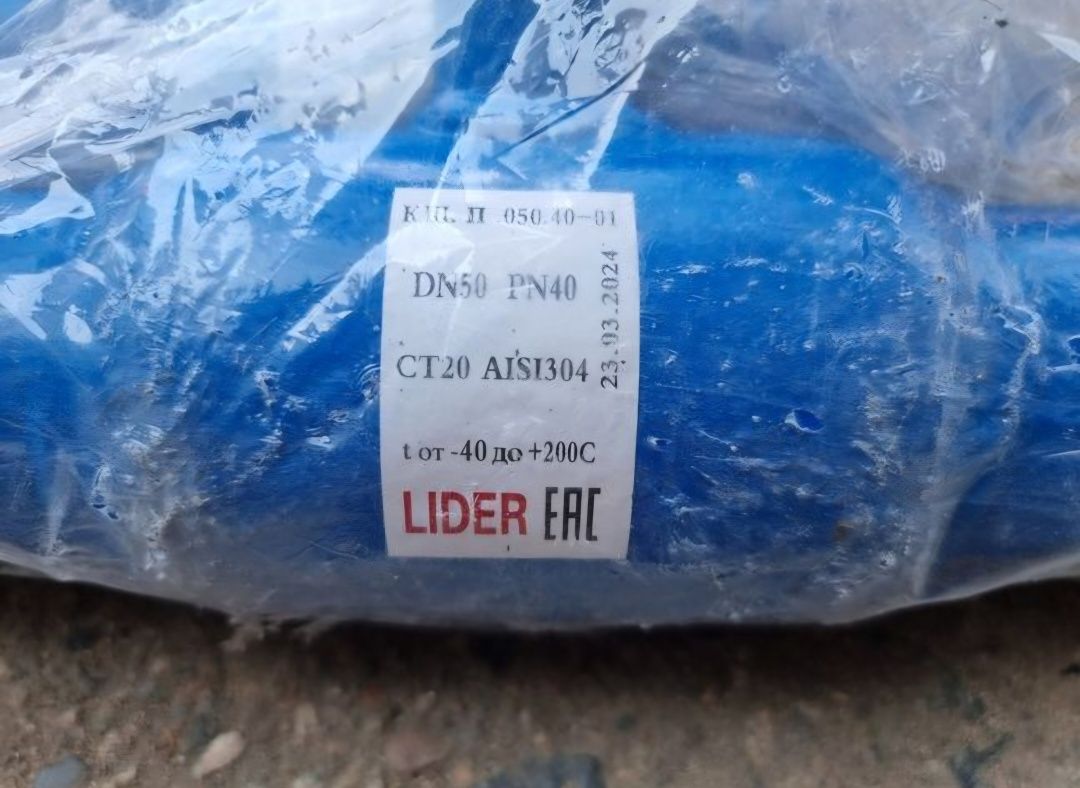 КШ. П .050.40-01
DN50 PN40
СТ20 AISI304
23.03.2024
t от -40 до +200С
LIDER EAC